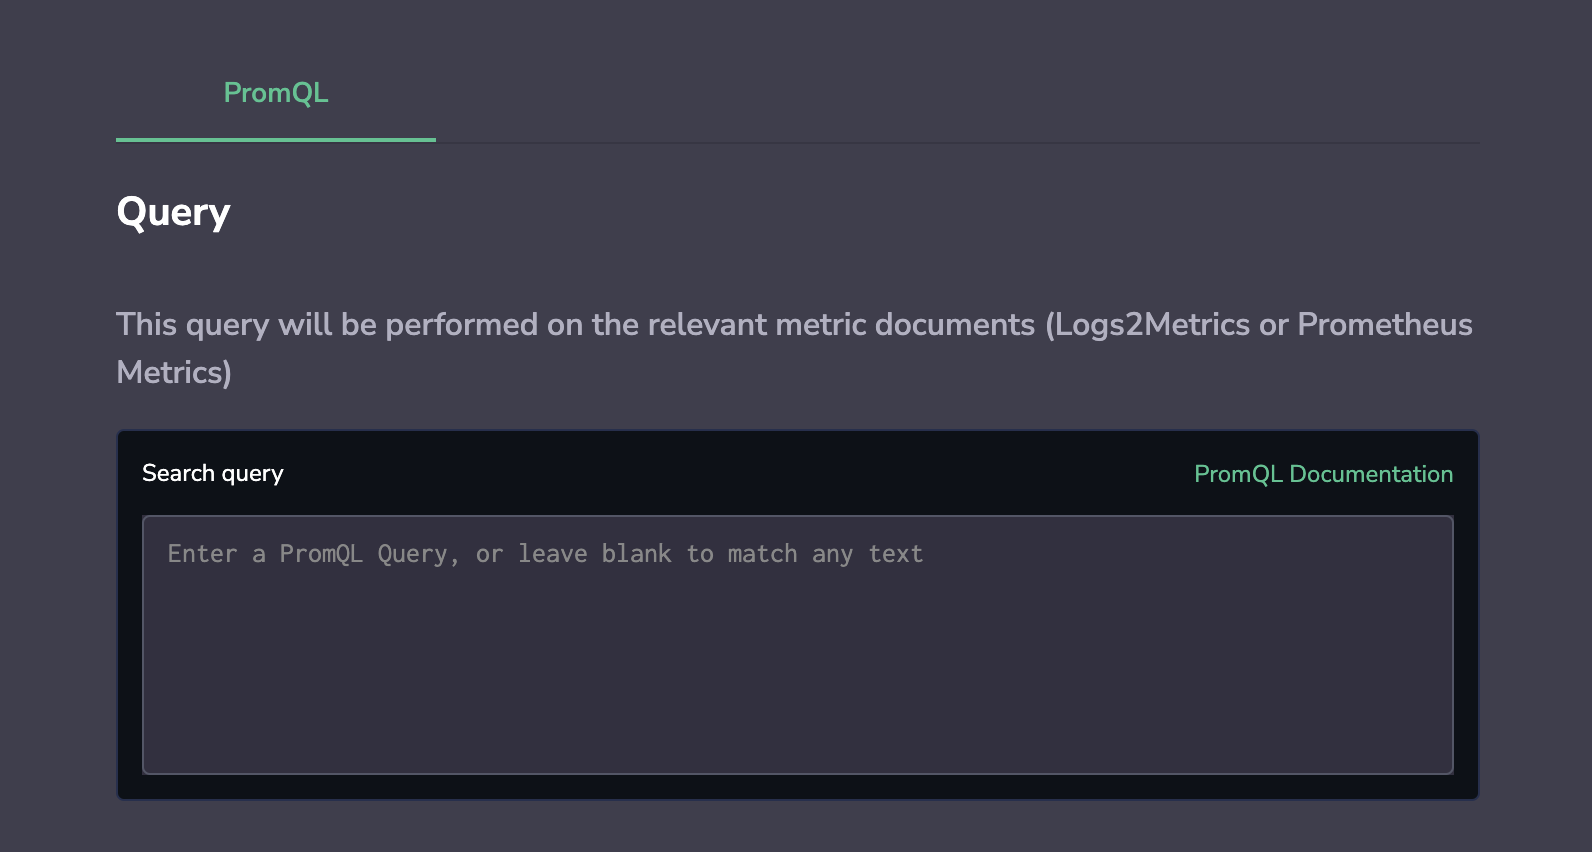 PromQL
Query
This query will be performed on the relevant metric documents (Logs2Metrics or Prometheus
Metrics)
Search query
PromQL Documentation
Enter a PromQL Query, or leave blank to match any text